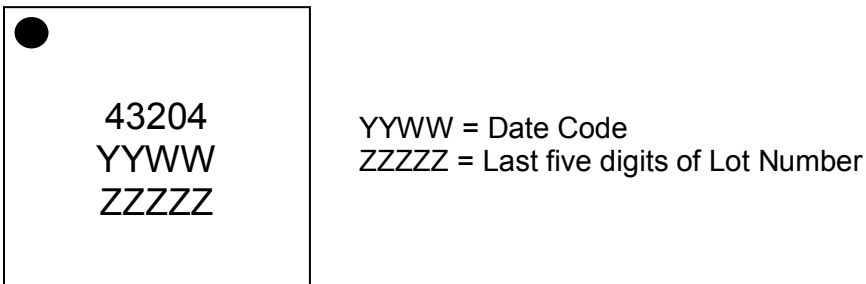 43204
YYWW
ZZZZZ
YYWW = Date Code
ZZZZZ = Last five digits of Lot Number